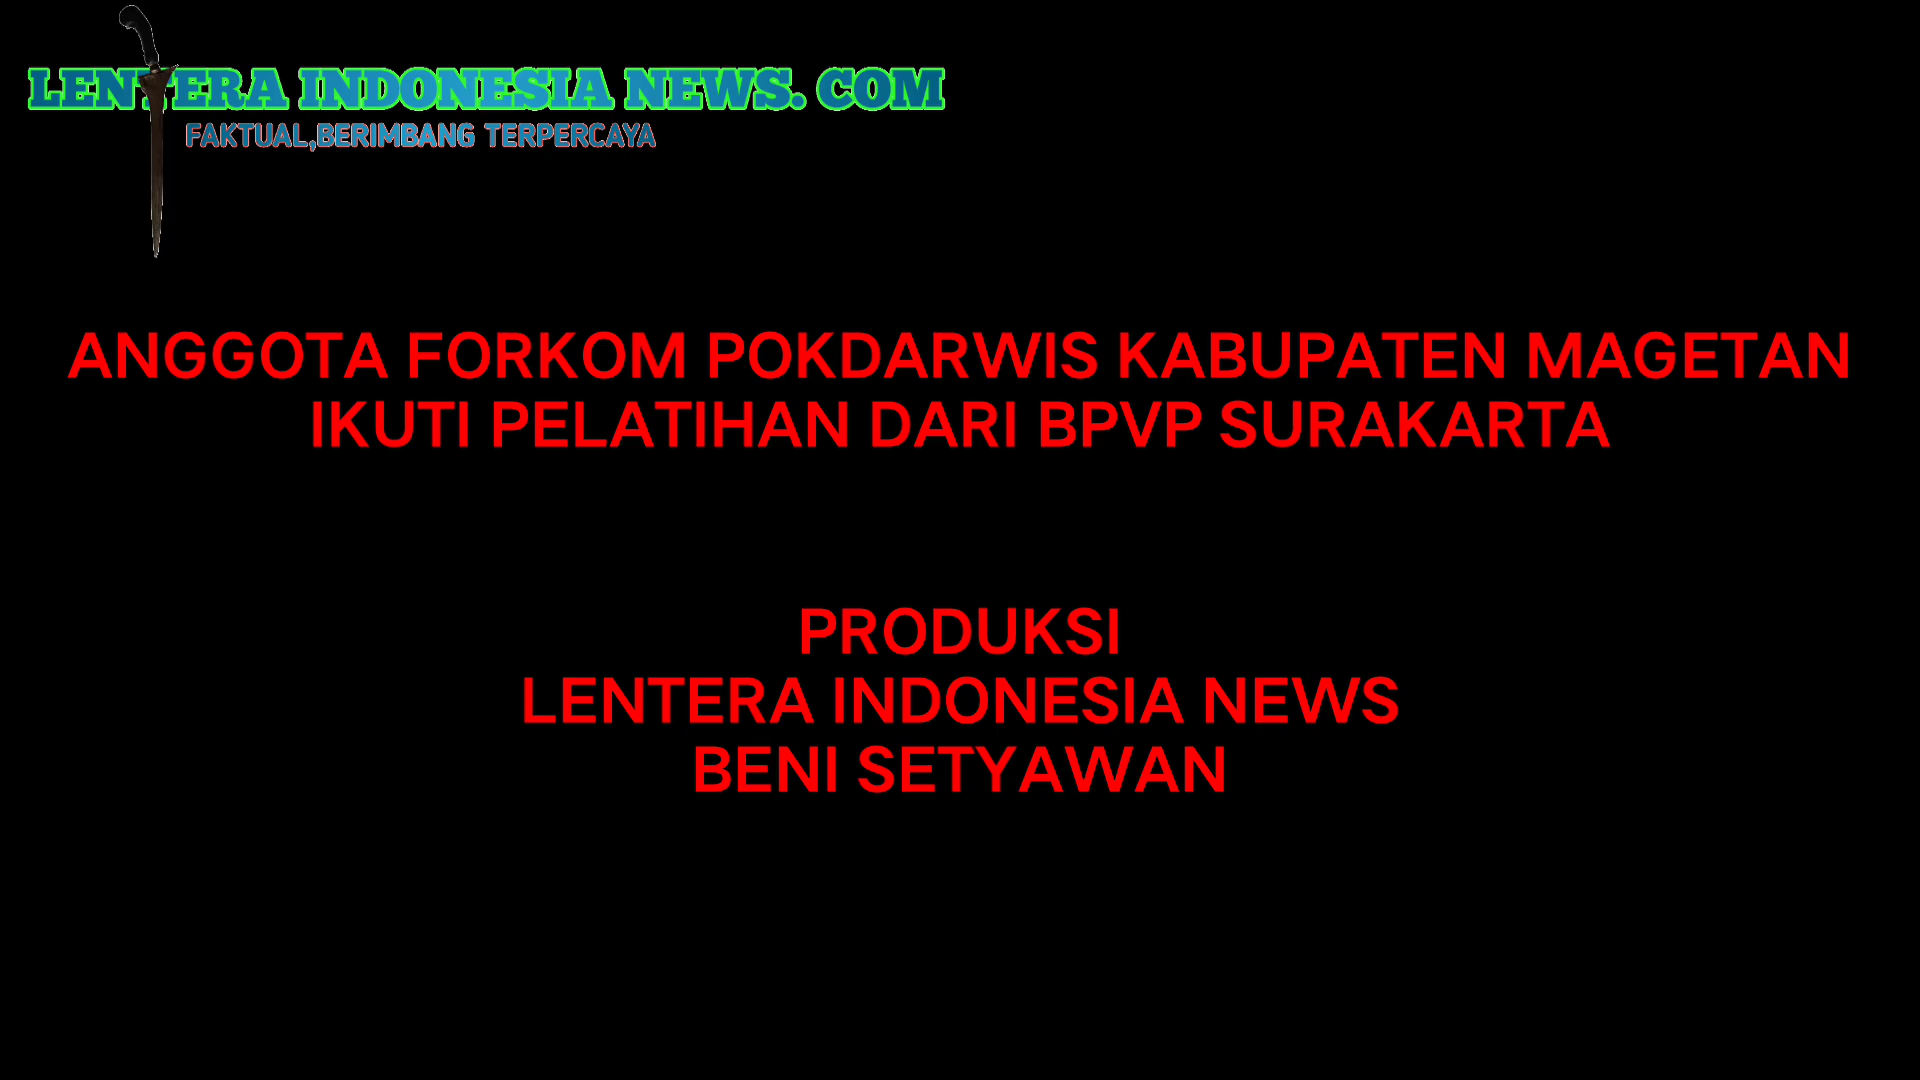 LENTERA INDONESIA NEWS. COM
FAKTUAL,BERIMBANG TERPERCAYA
ANGGOTA FORKOM POKDARWIS KABUPATEN MAGETAN
IKUTI PELATIHAN DARI BPVP SURAKARTA
PRODUKSI
LENTERA INDONESIA NEWS
BENI SETYAWAN